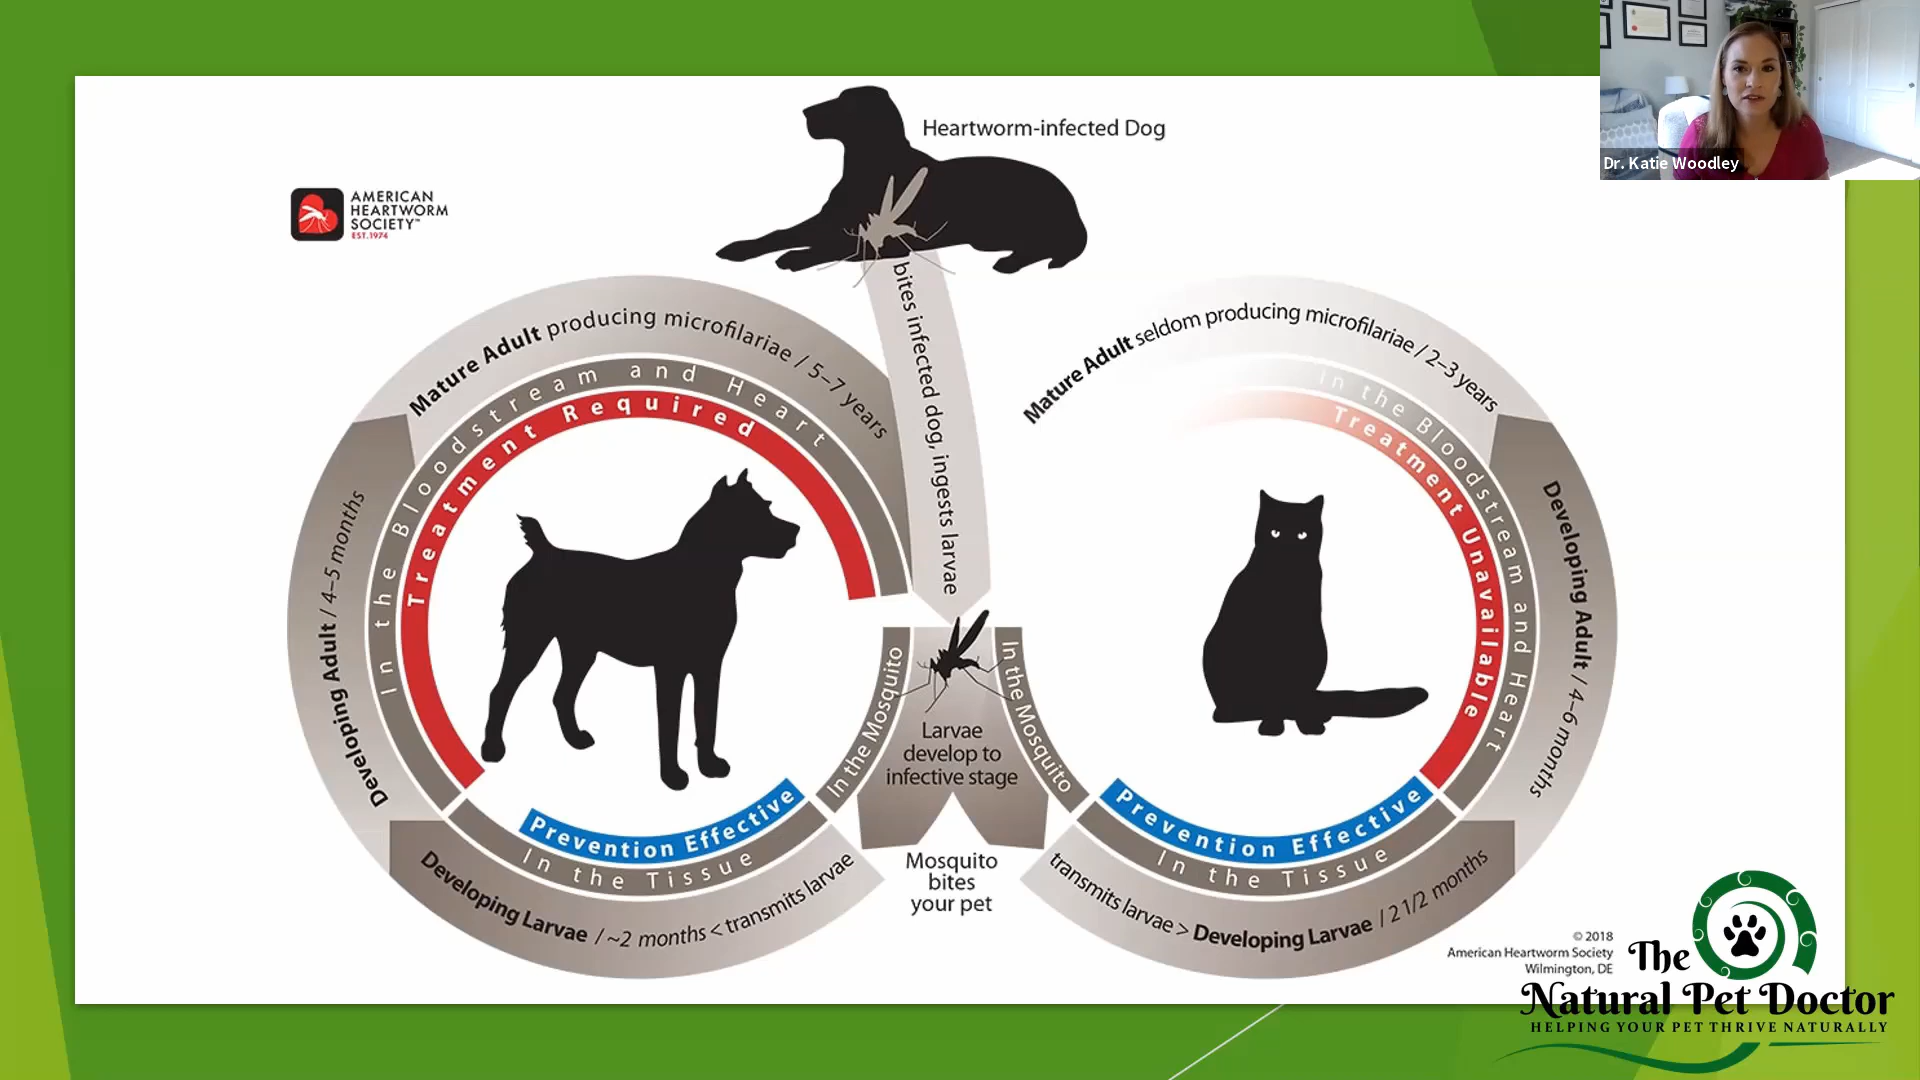 Dr. Katie Woodley
Heartworm-infected Dog
AMERICAN
HEARTWORM
SOCIETY™
EST. 1974
bites infected dog, ingests larvae
Mature Adult producing microfilariae / 5–7 years
In the Bloodstream and Heart
Treatment Required
Developing Adult / 4–5 months
Prevention Effective
In the Tissue
Developing Larvae / ~2 months < transmits larvae
In the Mosquito
Larvae
develop to
infective stage
In the Mosquito
Mosquito
bites
your pet
Mature Adult seldom producing microfilariae / 2–3 years
in the Bloodstream and Heart
Treatment Unavailable
Developing Adult / 4–6 months
Prevention Effective
In the Tissue
transmits larvae > Developing Larvae / 2 1/2 months
© 2018
American Heartworm Society
Wilmington, DE
The
Natural Pet Doctor
HELPING YOUR PET THRIVE NATURALLY